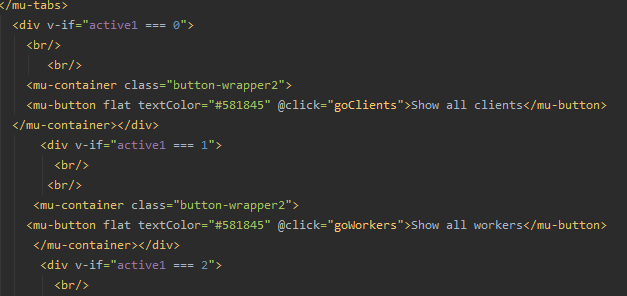 </mu-tabs>
<div v-if="active1 === 0">
<br/>
<br/>
<mu-container class="button-wrapper2">
<mu-button flat textColor="#581845" @click="goClients">Show all clients</mu-button>
</mu-container></div>
<div v-if="active1 === 1">
<br/>
<br/>
<mu-container class="button-wrapper2">
<mu-button flat textColor="#581845" @click="goWorkers">Show all workers</mu-button>
</mu-container></div>
<div v-if="active1 === 2">
<br/>